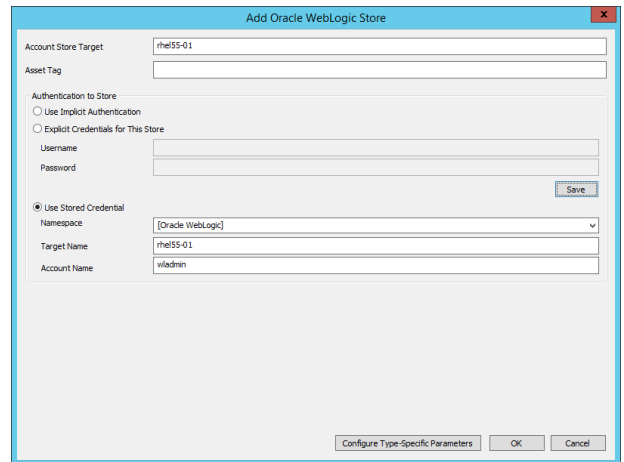 Add Oracle WebLogic Store
x
Account Store Target rhel55-01
Asset Tag
Authentication to Store
Use Implicit Authentication
Explicit Credentials for This Store
Username
Password
Save
Use Stored Credential
Namespace [Oracle WebLogic]
Target Name rhel55-01
Account Name wladmin
Configure Type-Specific Parameters OK Cancel